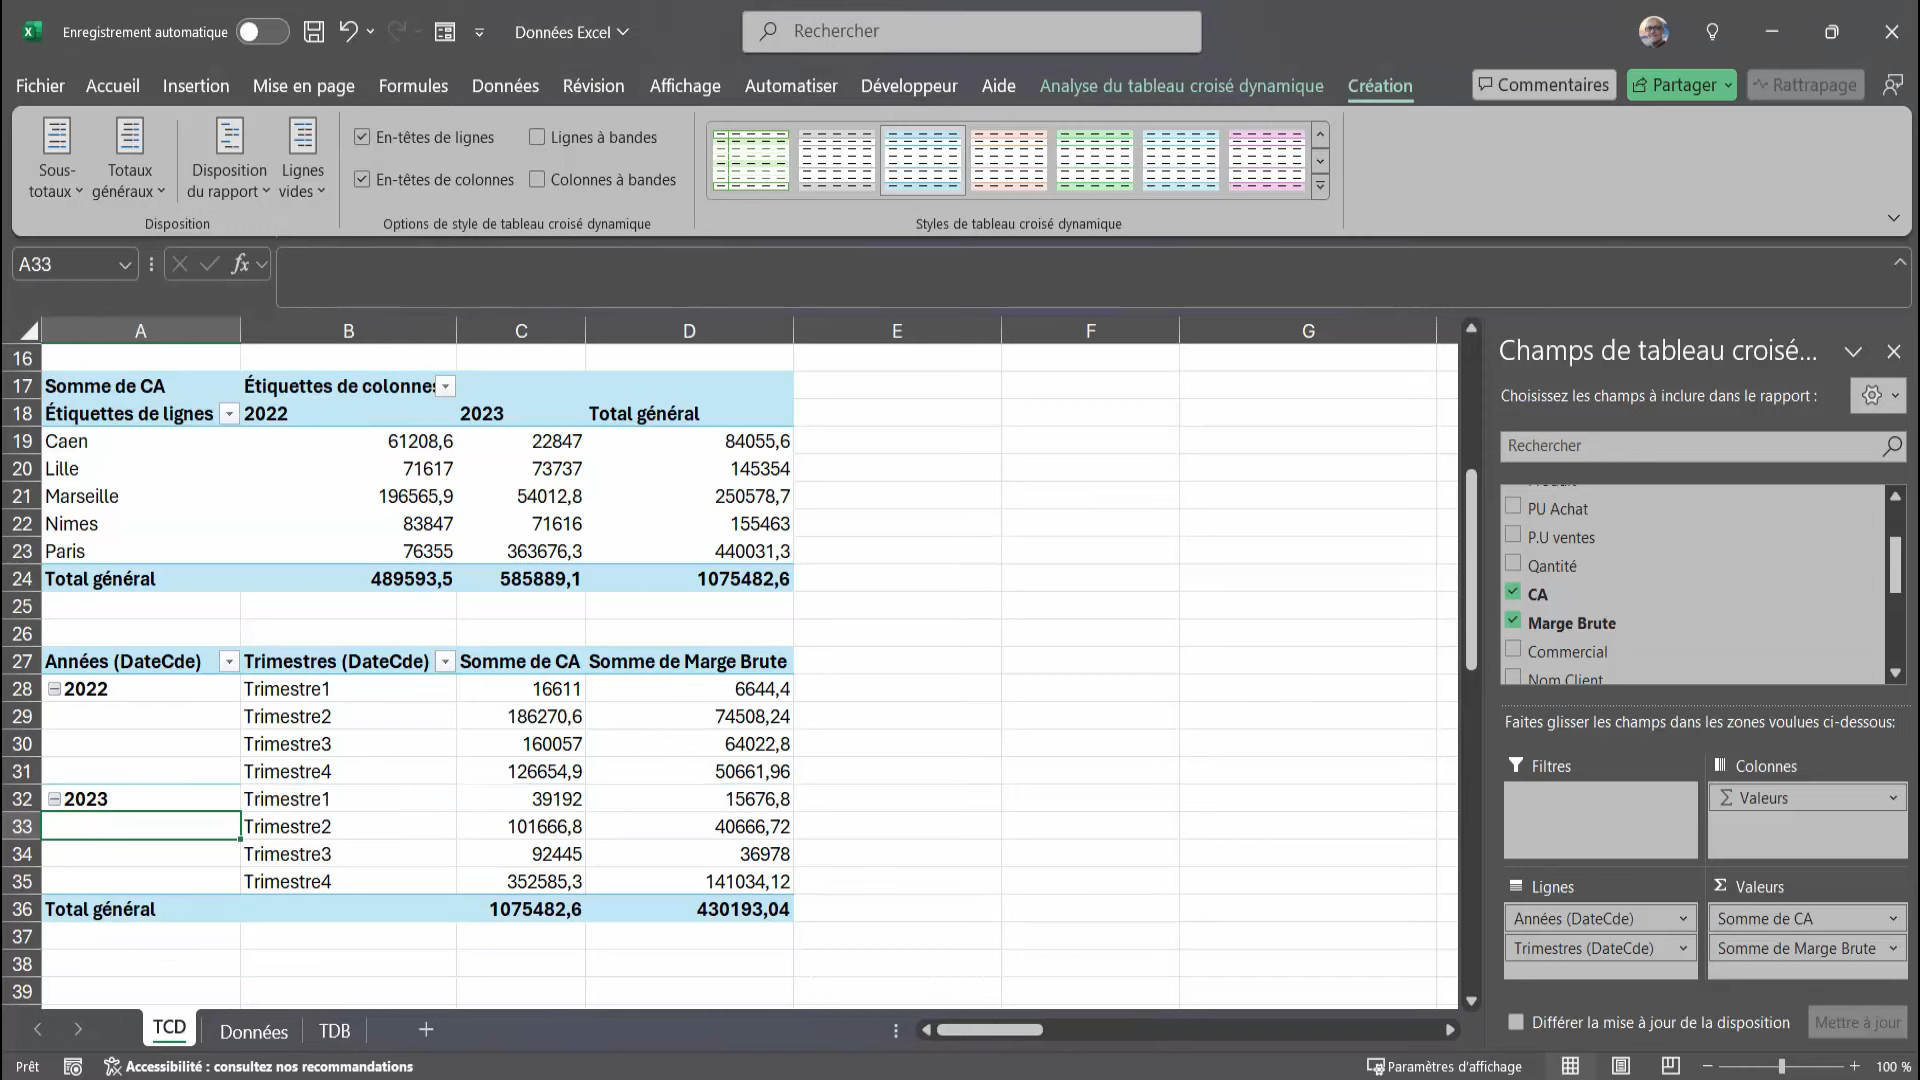 Enregistrement automatique
Données Excel
Rechercher
Fichier Accueil Insertion Mise en page Formules Données Révision Affichage Automatiser Développeur Aide Analyse du tableau croisé dynamique Création Commentaires Partager Rattrapage
Sous-totaux
Totaux généraux
Disposition du rapport
Lignes vides
En-têtes de lignes
Lignes à bandes
En-têtes de colonnes
Colonnes à bandes
Disposition
Options de style de tableau croisé dynamique
Styles de tableau croisé dynamique
A33
fx
A B C D E F G
16
17 Somme de CA Étiquettes de colonnes
18 Étiquettes de lignes 2022 2023 Total général
19 Caen 61208,6 22847 84055,6
20 Lille 71617 73737 145354
21 Marseille 196565,9 54012,8 250578,7
22 Nimes 83847 71616 155463
23 Paris 76355 363676,3 440031,3
24 Total général 489593,5 585889,1 1075482,6
25
26
27 Années (DateCde) Trimestres (DateCde) Somme de CA Somme de Marge Brute
28 2022 Trimestre1 16611 6644,4
29 Trimestre2 186270,6 74508,24
30 Trimestre3 160057 64022,8
31 Trimestre4 126654,9 50661,96
32 2023 Trimestre1 39192 15676,8
33 Trimestre2 101666,8 40666,72
34 Trimestre3 92445 36978
35 Trimestre4 352585,3 141034,12
36 Total général 1075482,6 430193,04
37
38
39
Champs de tableau croisé...
Choisissez les champs à inclure dans le rapport :
Rechercher
PU Achat
P.U ventes
Qantité
CA
Marge Brute
Commercial
Nom Client
Faites glisser les champs dans les zones voulues ci-dessous:
Filtres
Colonnes
Σ Valeurs
Lignes
Σ Valeurs
Années (DateCde)
Somme de CA
Trimestres (DateCde)
Somme de Marge Brute
Différer la mise à jour de la disposition
Mettre à jour
TCD Données TDB
Prêt
Accessibilité : consultez nos recommandations
Paramètres d'affichage
100 %